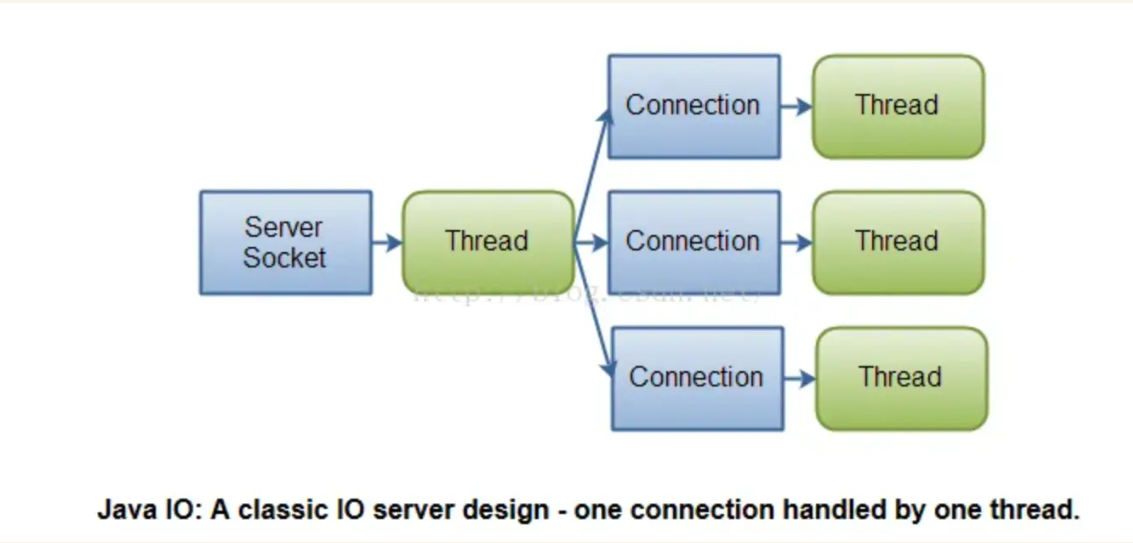 Connection
Thread
Server
Socket
Thread
Connection
Thread
http://blog.csdn.net/
Connection
Thread
Java IO: A classic IO server design - one connection handled by one thread.